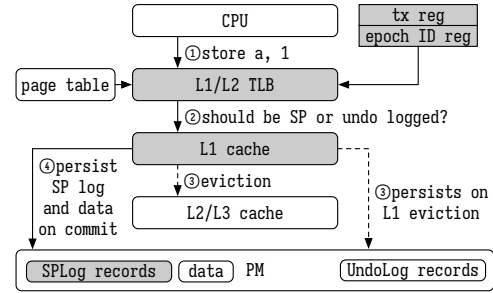 CPU
tx reg
epoch ID reg
①store a, 1
page table
L1/L2 TLB
②should be SP or undo logged?
L1 cache
④persist
SP log
and data
on commit
③eviction
③persists on
L1 eviction
L2/L3 cache
SPLog records
data
PM
UndoLog records